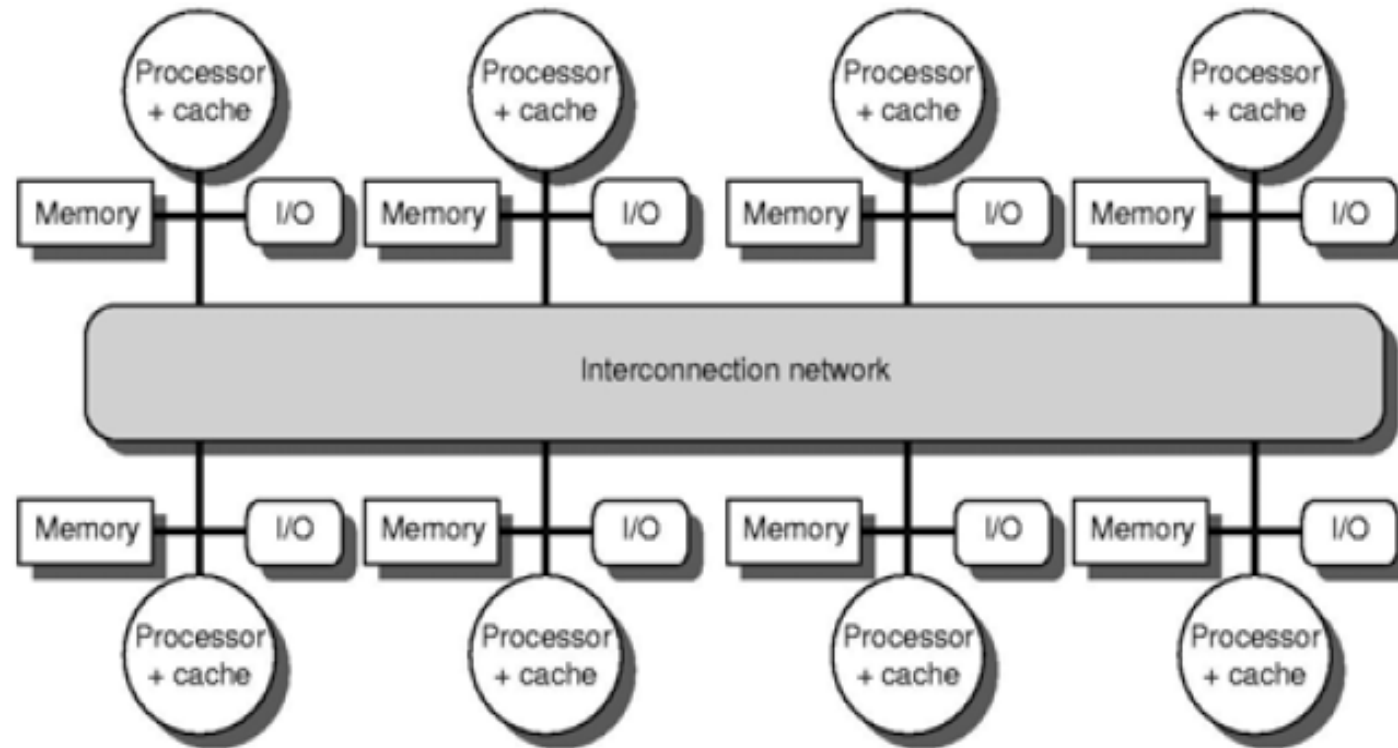 Processor
+ cache
Processor
+ cache
Processor
+ cache
Processor
+ cache
Memory
I/O
Memory
I/O
Memory
I/O
Memory
I/O
Interconnection network
Memory
I/O
Memory
I/O
Memory
I/O
Memory
I/O
Processor
+ cache
Processor
+ cache
Processor
+ cache
Processor
+ cache